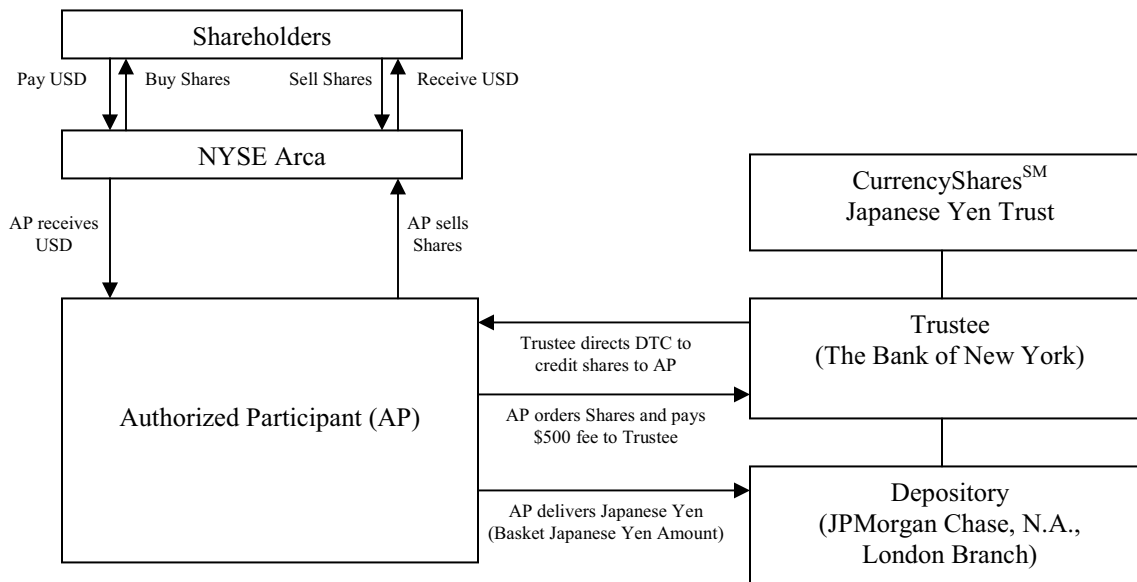 Shareholders
Pay USD
Buy Shares
Sell Shares
Receive USD
NYSE Arca
AP receives
USD
AP sells
Shares
CurrencyShares℠
Japanese Yen Trust
Authorized Participant (AP)
Trustee directs DTC to
credit shares to AP
AP orders Shares and pays
$500 fee to Trustee
AP delivers Japanese Yen
(Basket Japanese Yen Amount)
Trustee
(The Bank of New York)
Depository
(JPMorgan Chase, N.A.,
London Branch)